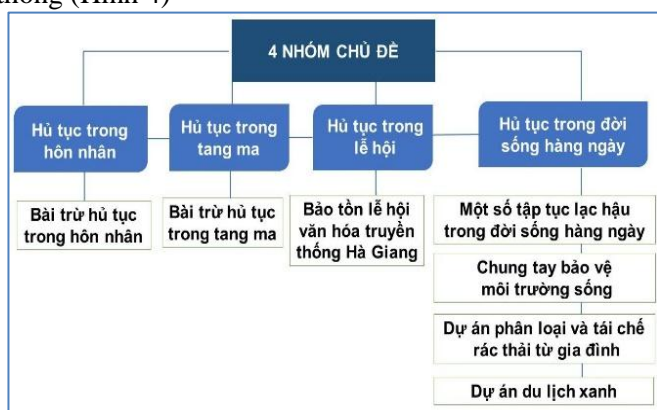 thống (Hình 4)
4 NHÓM CHỦ ĐỀ
Hủ tục trong
hôn nhân
Hủ tục trong
tang ma
Hủ tục trong
lễ hội
Hủ tục trong đời
sống hàng ngày
Bài trừ hủ tục
trong hôn nhân
Bài trừ hủ tục
trong tang ma
Bảo tồn lễ hội
văn hóa truyền
thống Hà Giang
Một số tập tục lạc hậu
trong đời sống hàng ngày
Chung tay bảo vệ
môi trường sống
Dự án phân loại và tái chế
rác thải từ gia đình
Dự án du lịch xanh